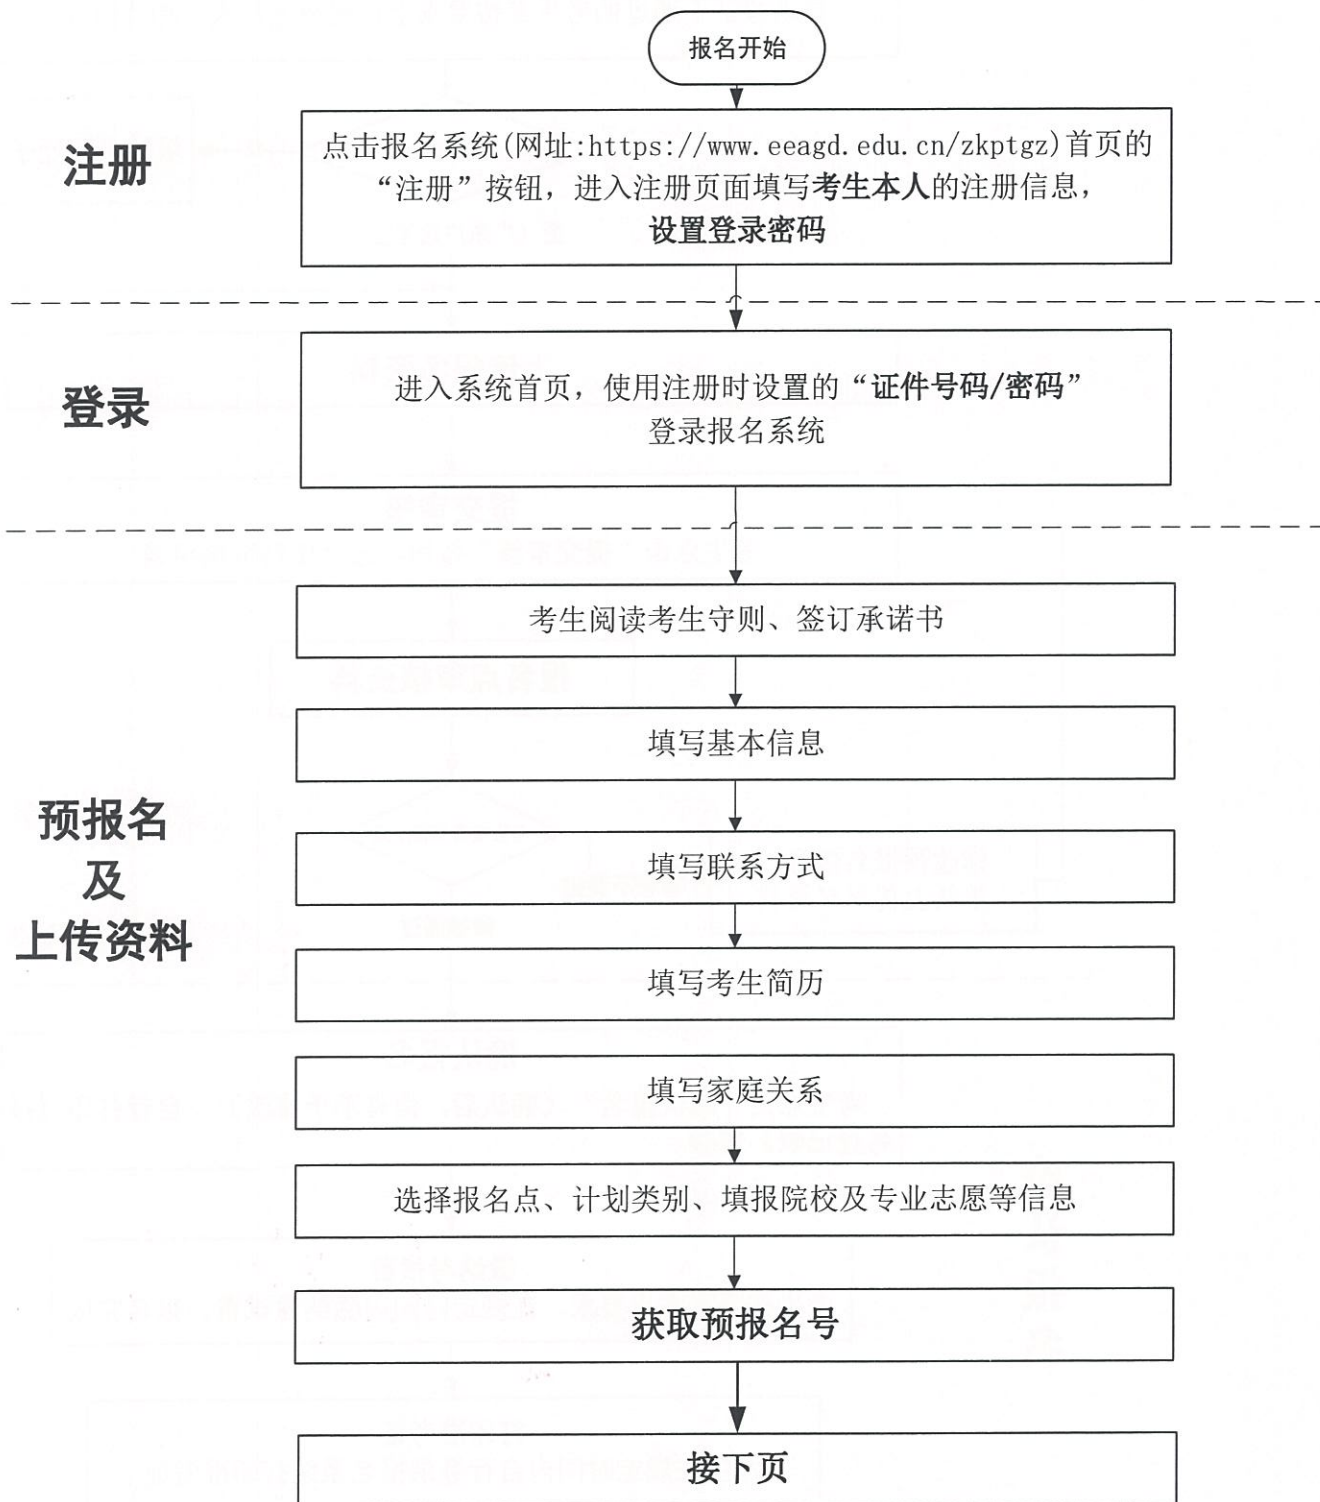 报名开始
注册
点击报名系统(网址:https://www.eeagd.edu.cn/zkptgz)首页的
“注册”按钮，进入注册页面填写考生本人的注册信息，
设置登录密码
登录
进入系统首页，使用注册时设置的“证件号码/密码”
登录报名系统
预报名
及
上传资料
考生阅读考生守则、签订承诺书
填写基本信息
填写联系方式
填写考生简历
填写家庭关系
选择报名点、计划类别、填报院校及专业志愿等信息
获取预报名号
接下页